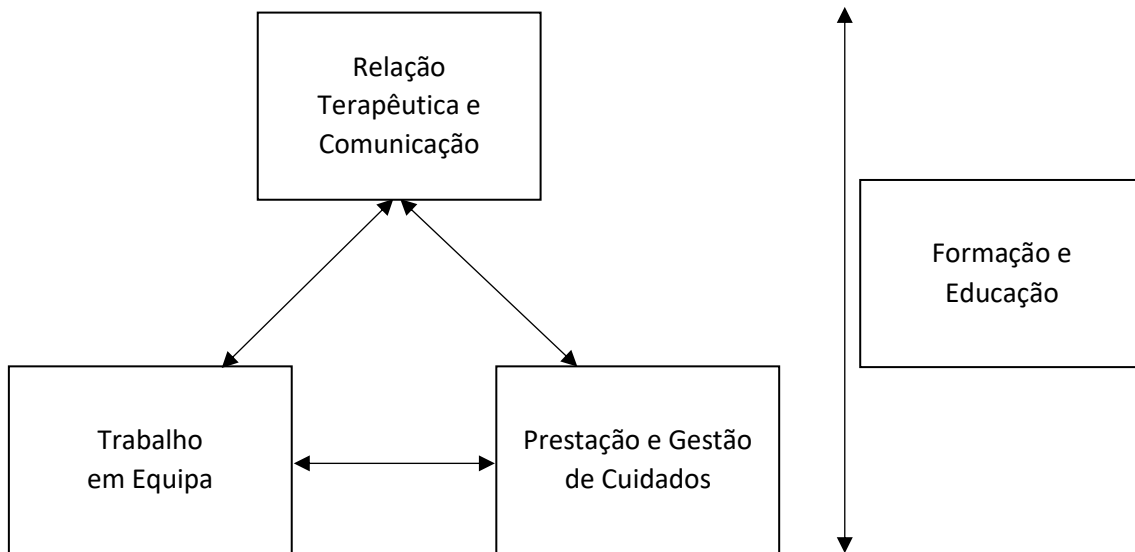 Relação
Terapêutica e
Comunicação
Formação e
Educação
Trabalho
em Equipa
Prestação e Gestão
de Cuidados